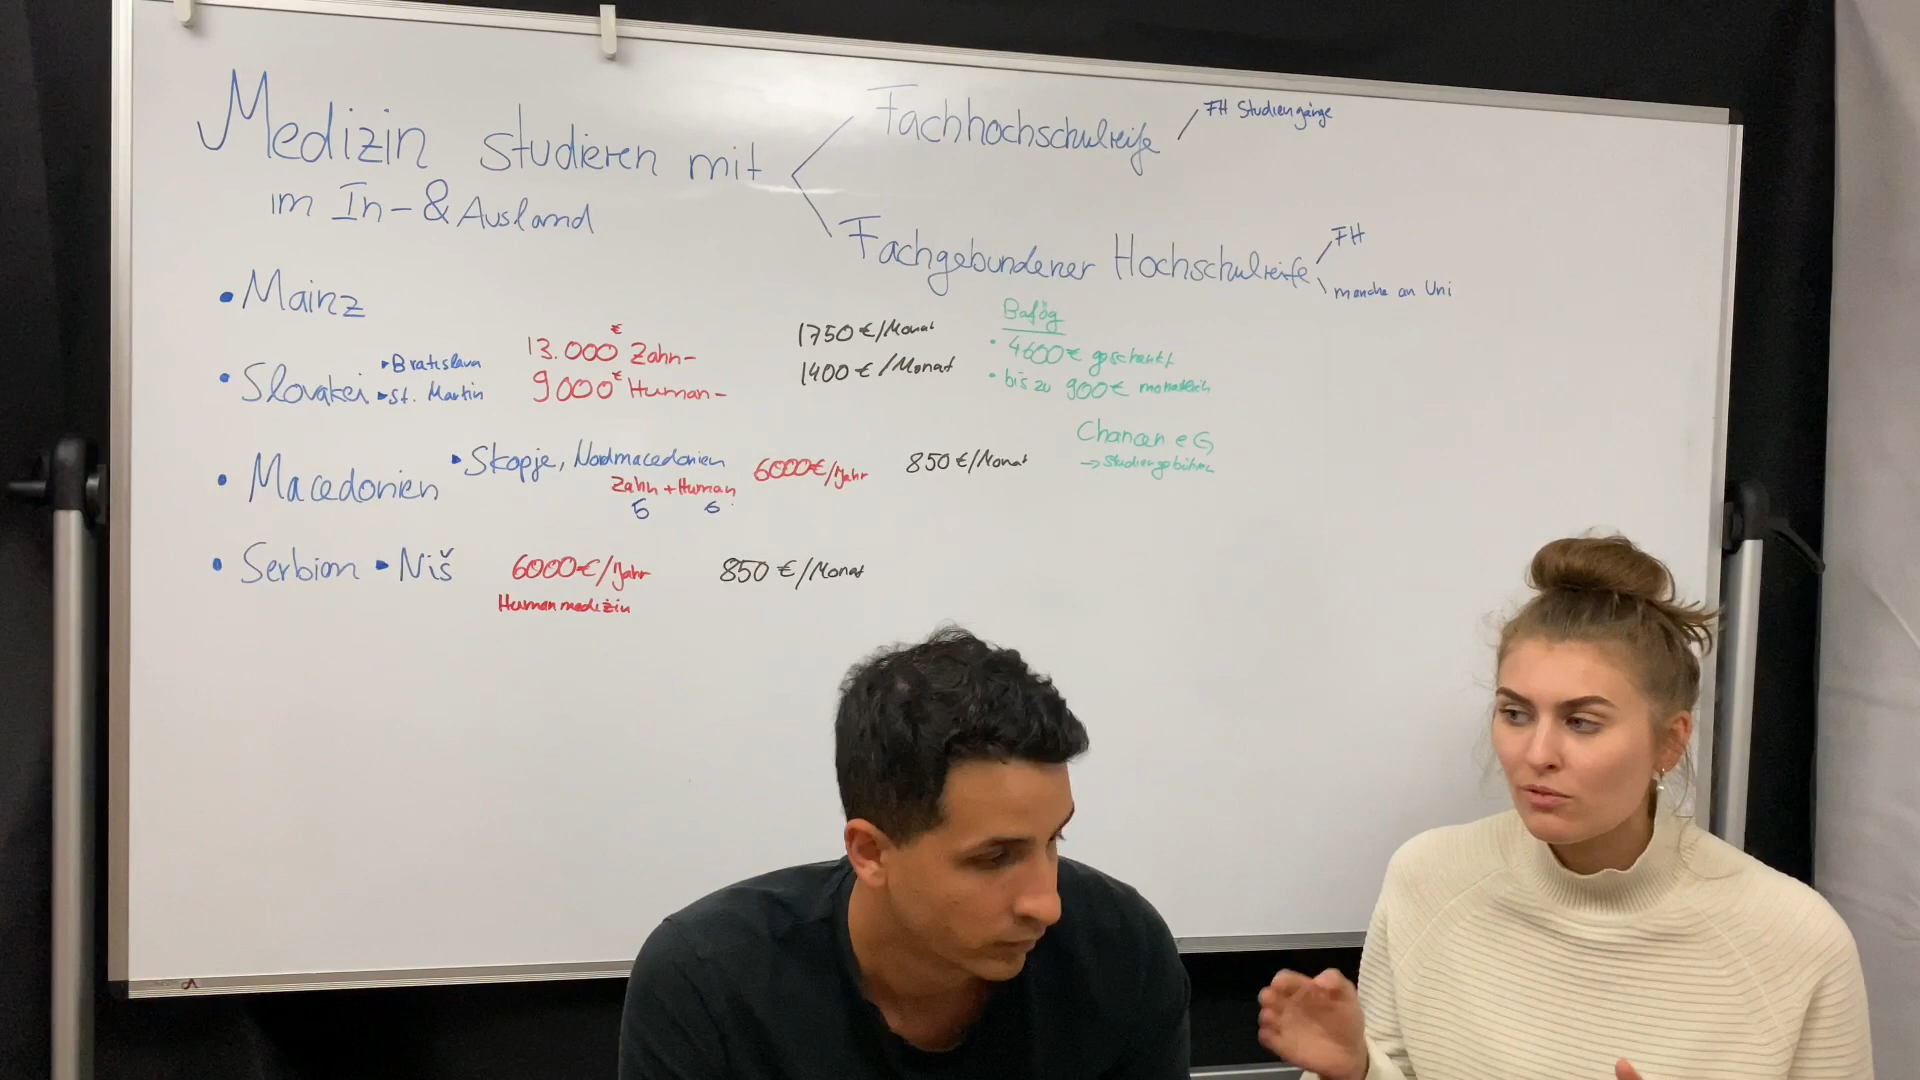 Medizin studieren mit
im In- & Ausland
Fachhochschulreife
FH Studiengänge
Fachgebundener Hochschulreife
FH
manche an Uni
• Mainz
• Slovakei
▸ Bratislava
▸ St. Martin
13.000€ Zahn-
9000€ Human-
1750 €/Monat
1400 €/Monat
Bafög
• 4600€ geschenkt
• bis zu 900€ monatlich
Chancen eG
→ Studiengebühren
• Macedonien
▸ Skopje, Nordmacedonien
Zahn + Human
5 6
6000€/Jahr
850 €/Monat
• Serbien ▸ Niš
6000€/Jahr
Humanmedizin
850 €/Monat